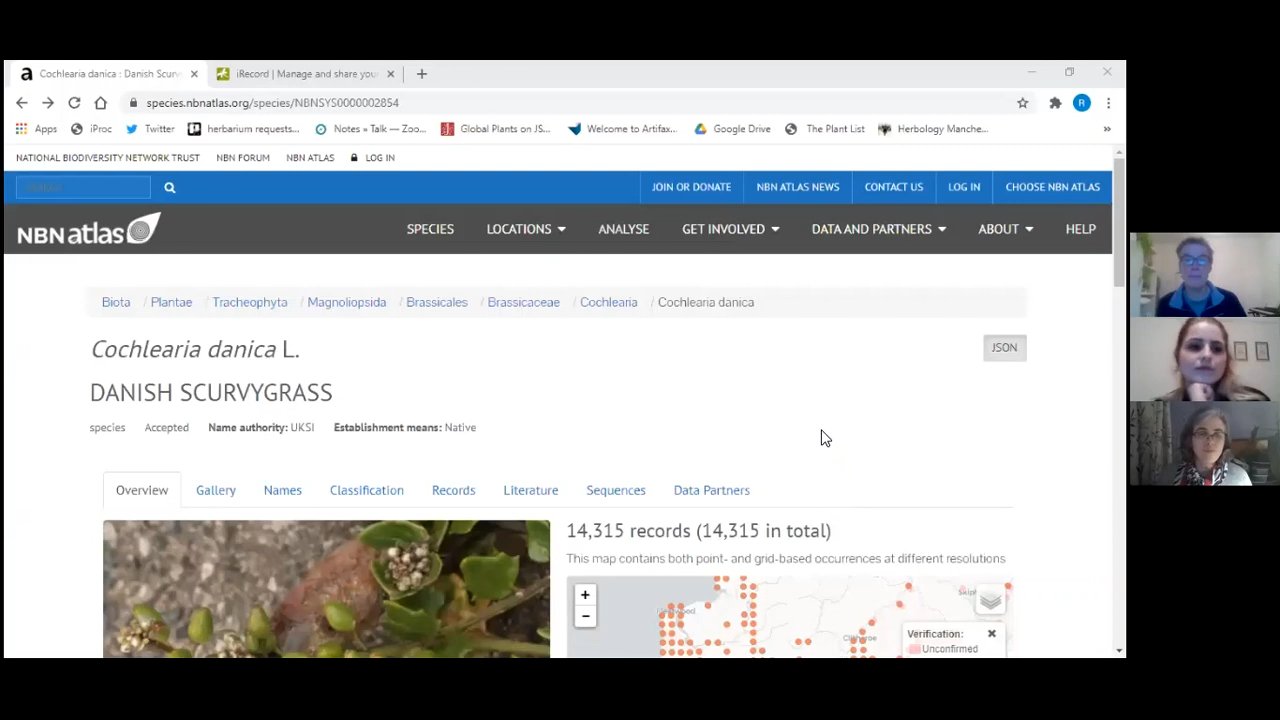 Cochlearia danica : Danish Scurv
iRecord | Manage and share your
species.nbnatlas.org/species/NBNSYS0000002854
R
Apps
iProc
Twitter
herbarium requests...
Notes » Talk — Zoo...
Global Plants on JS...
Welcome to Artifax...
Google Drive
The Plant List
Herbology Manche...
»
NATIONAL BIODIVERSITY NETWORK TRUST
NBN FORUM
NBN ATLAS
LOG IN
JOIN OR DONATE
NBN ATLAS NEWS
CONTACT US
LOG IN
CHOOSE NBN ATLAS
NBN atlas
SPECIES
LOCATIONS
ANALYSE
GET INVOLVED
DATA AND PARTNERS
ABOUT
HELP
Biota / Plantae / Tracheophyta / Magnoliopsida / Brassicales / Brassicaceae / Cochlearia / Cochlearia danica
Cochlearia danica L.
JSON
DANISH SCURVYGRASS
species Accepted Name authority: UKSI Establishment means: Native
Overview
Gallery
Names
Classification
Records
Literature
Sequences
Data Partners
14,315 records (14,315 in total)
This map contains both point- and grid-based occurrences at different resolutions
+
−
Verification:
Unconfirmed